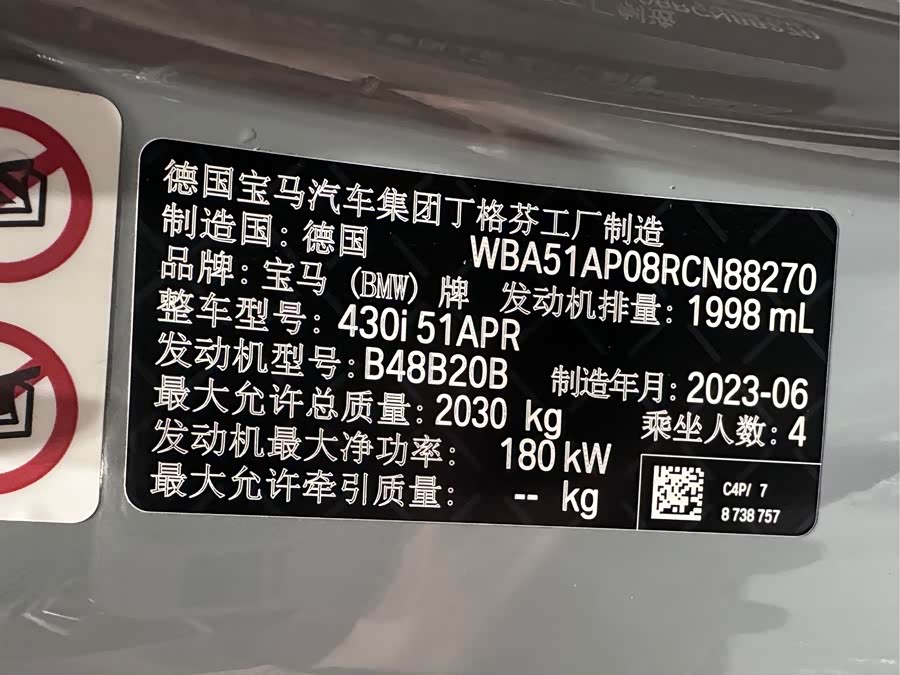 德国宝马汽车集团丁格芬工厂制造
制造国: 德国 WBA51AP08RCN88270
品牌: 宝马 (BMW) 牌 发动机排量: 1998 mL
整车型号: 430i 51APR
发动机型号: B48B20B 制造年月: 2023-06
最大允许总质量: 2030 kg 乘坐人数: 4
发动机最大净功率: 180 kW
最大允许牵引质量: -- kg
C4P/ 7
8 738 757